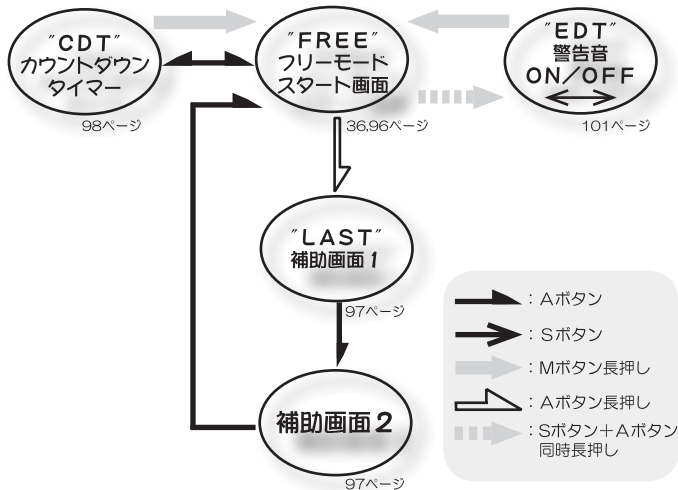 "CDT"
カウントダウン
タイマー
98ページ
"FREE"
フリーモード
スタート画面
36,96ページ
"EDT"
警告音
ON/OFF
101ページ
"LAST"
補助画面1
97ページ
補助画面2
97ページ
:Aボタン
:Sボタン
:Mボタン長押し
:Aボタン長押し
:Sボタン+Aボタン
同時長押し